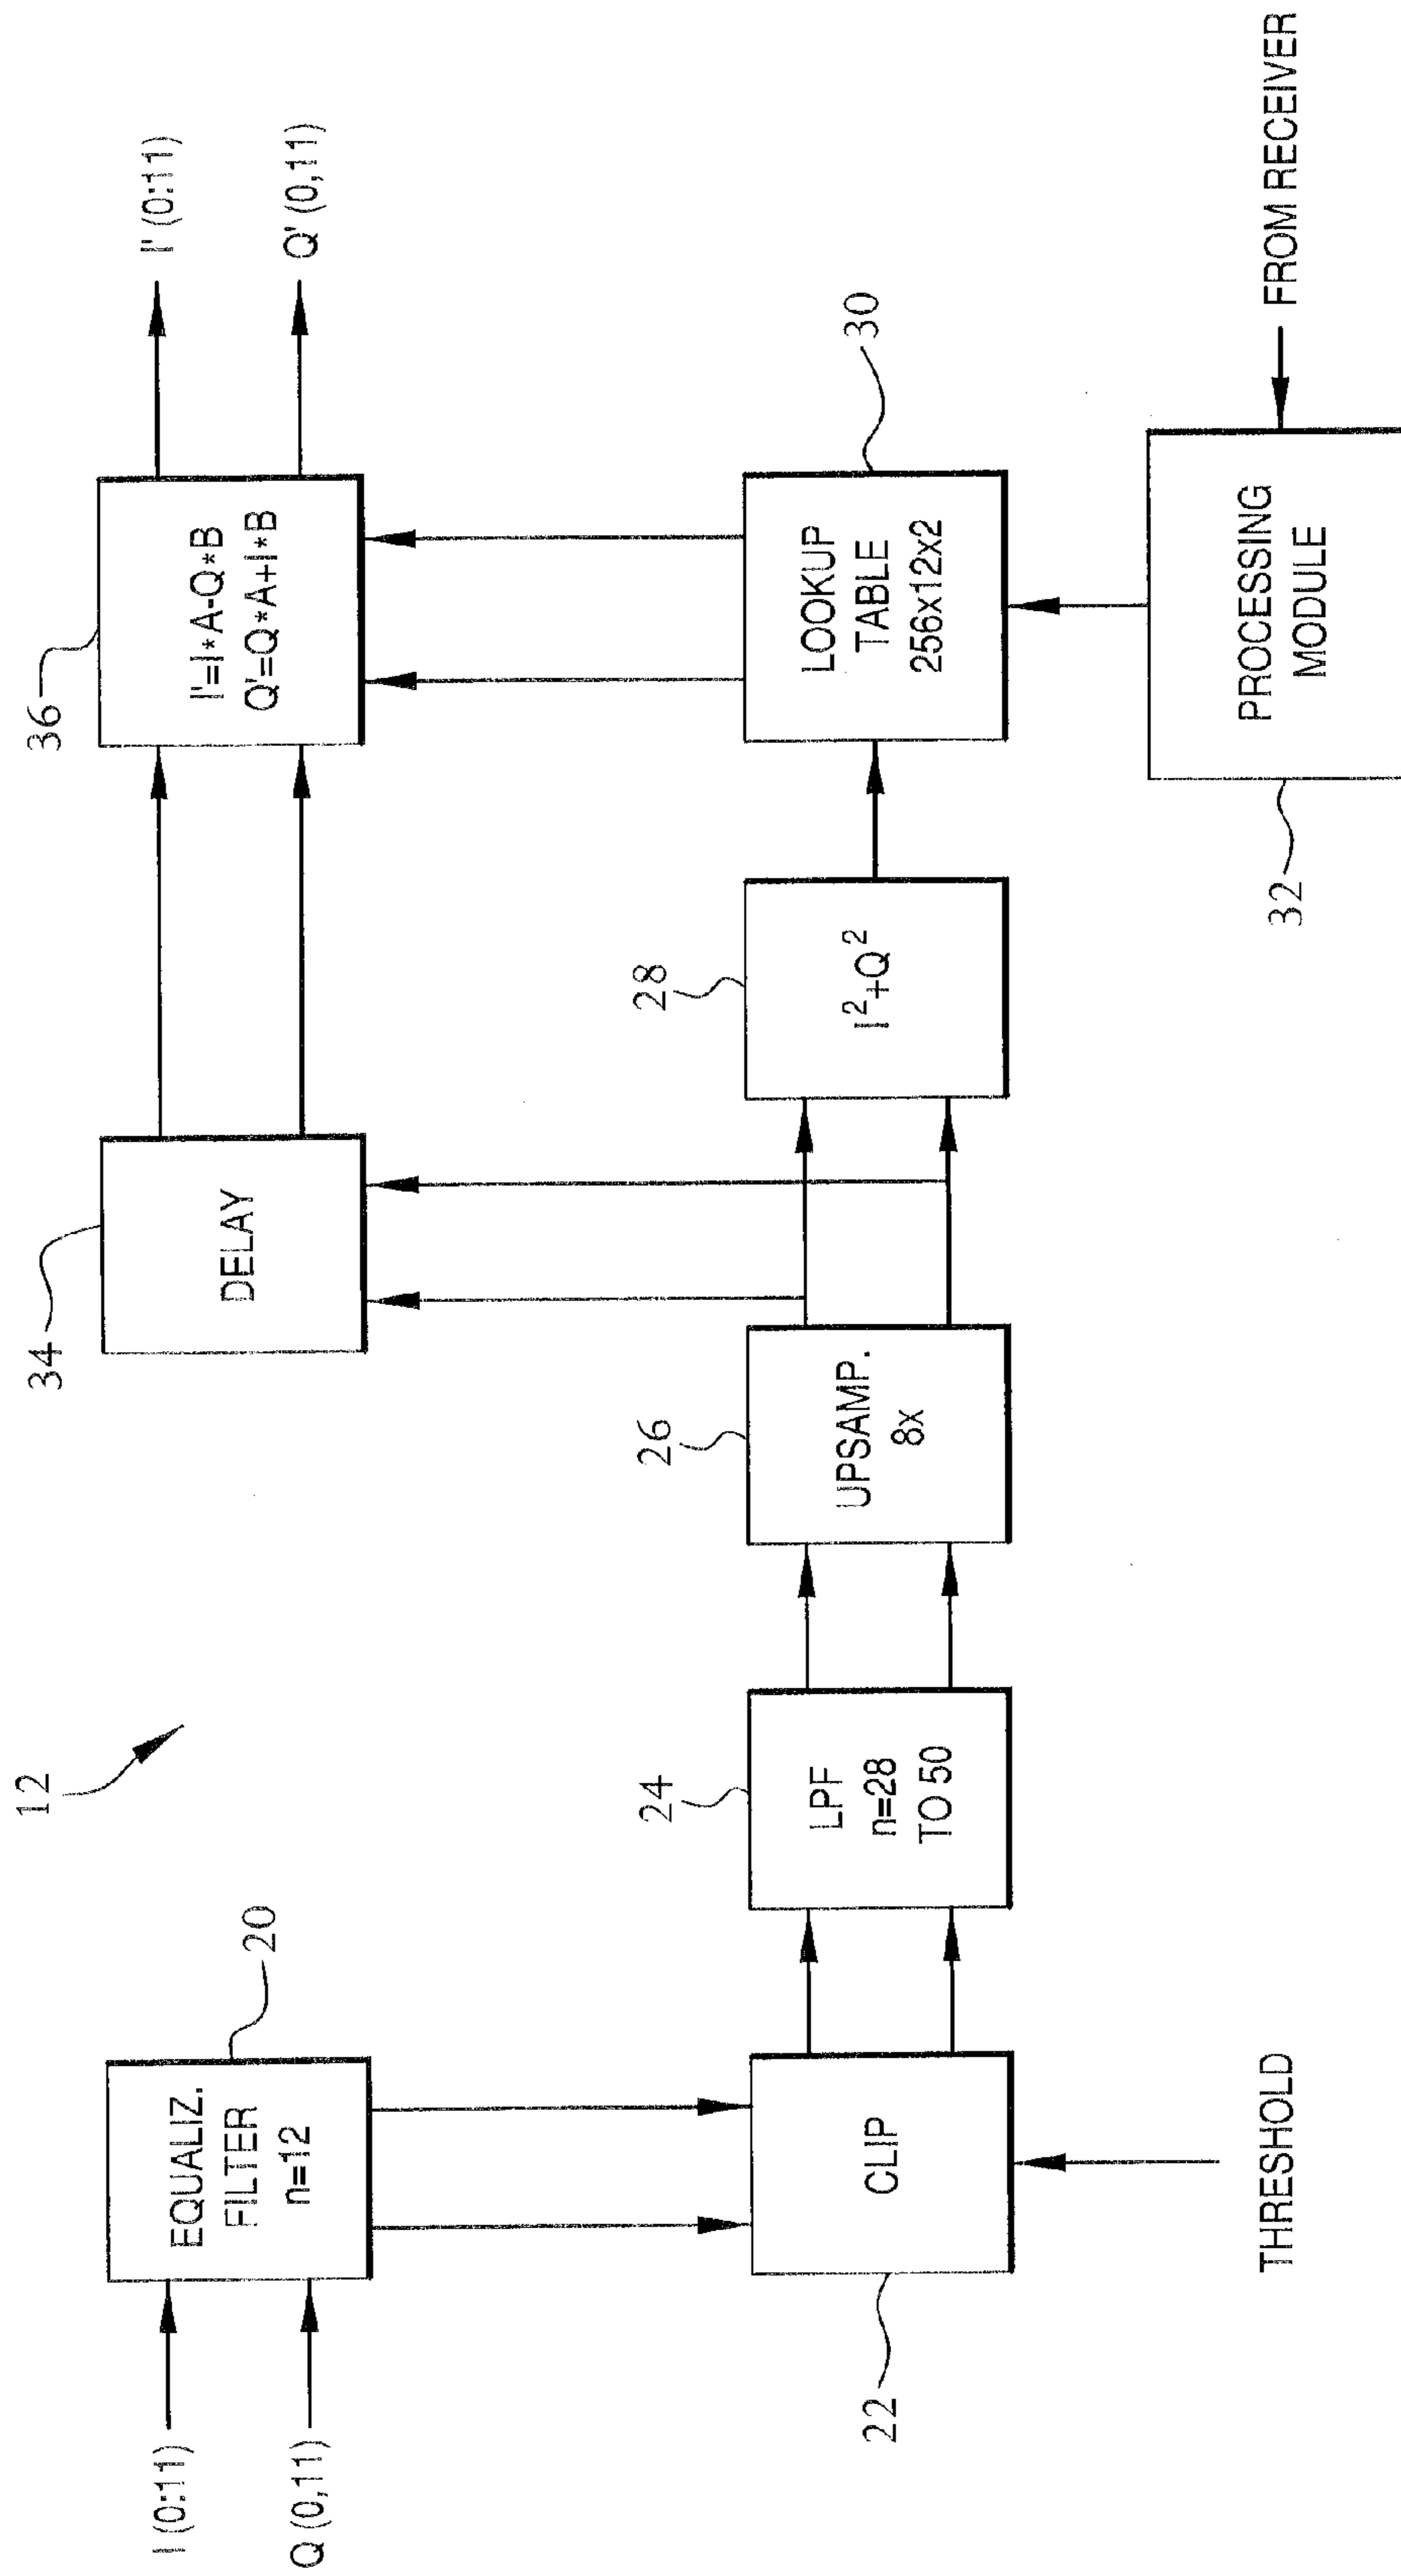 12
I (0:11)
Q (0,11)
EQUALIZ.
FILTER
n=12
20
34
DELAY
36
I'=I*A-Q*B
Q'=Q*A+I*B
I' (0:11)
Q' (0,11)
22
CLIP
THRESHOLD
24
LPF
n=28
TO 50
26
UPSAMP.
8x
28
I²+Q²
LOOKUP
TABLE
256x12x2
30
32
PROCESSING
MODULE
FROM RECEIVER